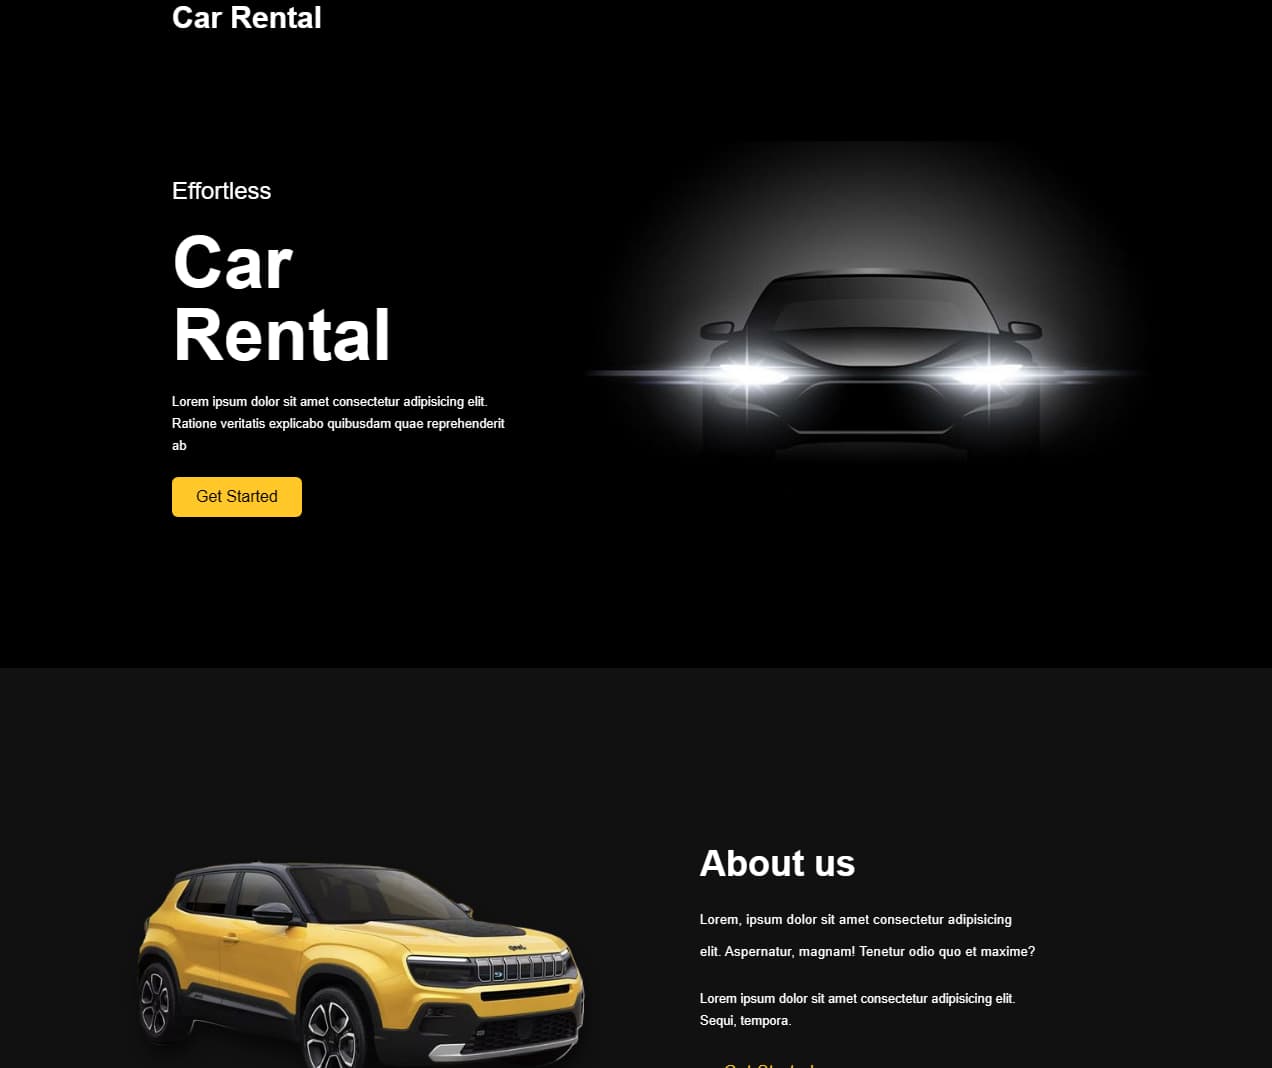 Car Rental
Effortless
Car
Rental
Lorem ipsum dolor sit amet consectetur adipisicing elit.
Ratione veritatis explicabo quibusdam quae reprehenderit
ab
Get Started
About us
Lorem, ipsum dolor sit amet consectetur adipisicing
elit. Aspernatur, magnam! Tenetur odio quo et maxime?
Lorem ipsum dolor sit amet consectetur adipisicing elit.
Sequi, tempora.
Get Started